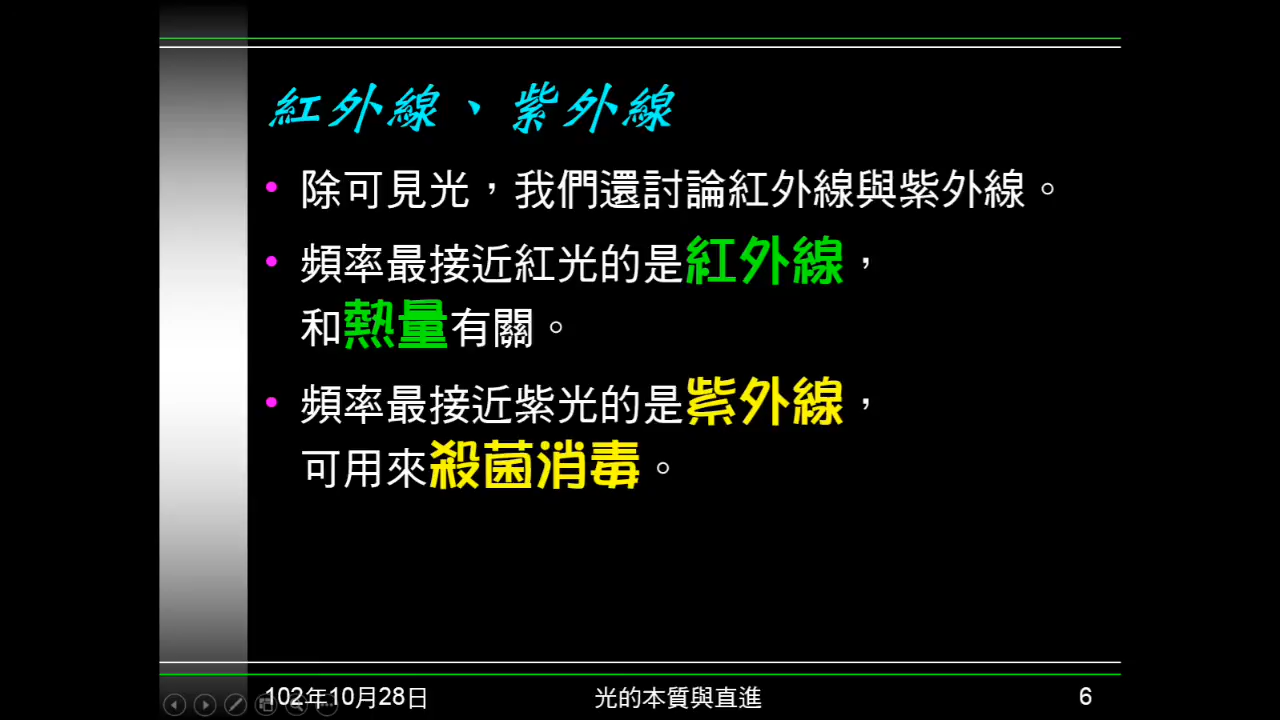 紅外線、紫外線
• 除可見光，我們還討論紅外線與紫外線。
• 頻率最接近紅光的是紅外線，
和熱量有關。
• 頻率最接近紫光的是紫外線，
可用來殺菌消毒。
102年10月28日
光的本質與直進
6